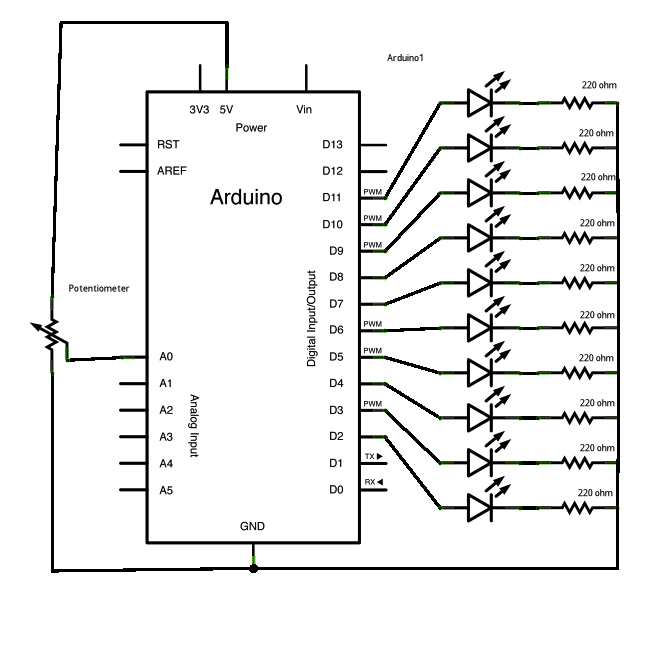 Arduino1
3V3 5V Vin
Power
RST
AREF
Arduino
Potentiometer
A0
A1
A2
A3
A4
A5
Analog Input
Digital Input/Output
D13
D12
D11 PWM
D10 PWM
D9 PWM
D8
D7
D6 PWM
D5 PWM
D4
D3 PWM
D2
D1 TX
D0 RX
GND
220 ohm
220 ohm
220 ohm
220 ohm
220 ohm
220 ohm
220 ohm
220 ohm
220 ohm
220 ohm